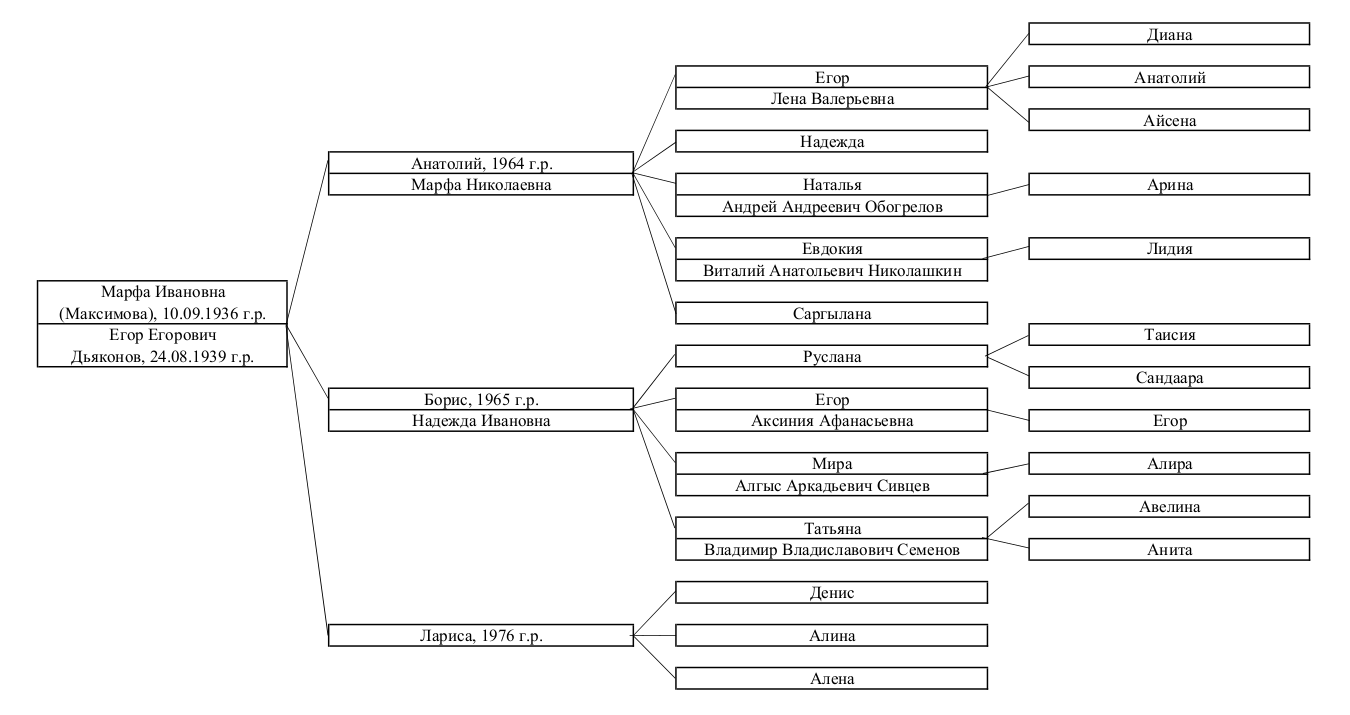 Марфа Ивановна
(Максимова), 10.09.1936 г.р.
Егор Егорович
Дьяконов, 24.08.1939 г.р.
Анатолий, 1964 г.р.
Марфа Николаевна
Егор
Лена Валерьевна
Диана
Анатолий
Айсена
Надежда
Наталья
Андрей Андреевич Обогрелов
Арина
Евдокия
Виталий Анатольевич Николашкин
Лидия
Саргылана
Борис, 1965 г.р.
Надежда Ивановна
Руслана
Таисия
Сандаара
Егор
Аксиния Афанасьевна
Егор
Мира
Алгыс Аркадьевич Сивцев
Алира
Татьяна
Владимир Владиславович Семенов
Авелина
Анита
Лариса, 1976 г.р.
Денис
Алина
Алена